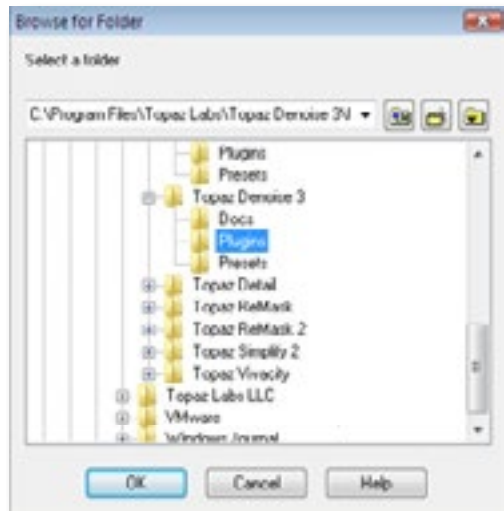 Browse for Folder
Select a folder
C:\Program Files\Topaz Labs\Topaz Denoise 3\
Plugins
Presets
Topaz Denoise 3
Docs
Plugins
Presets
Topaz Detail
Topaz ReMask
Topaz ReMask 2
Topaz Simplify 2
Topaz Vivacity
Topaz Labs LLC
VMware
Windows Journal
OK
Cancel
Help